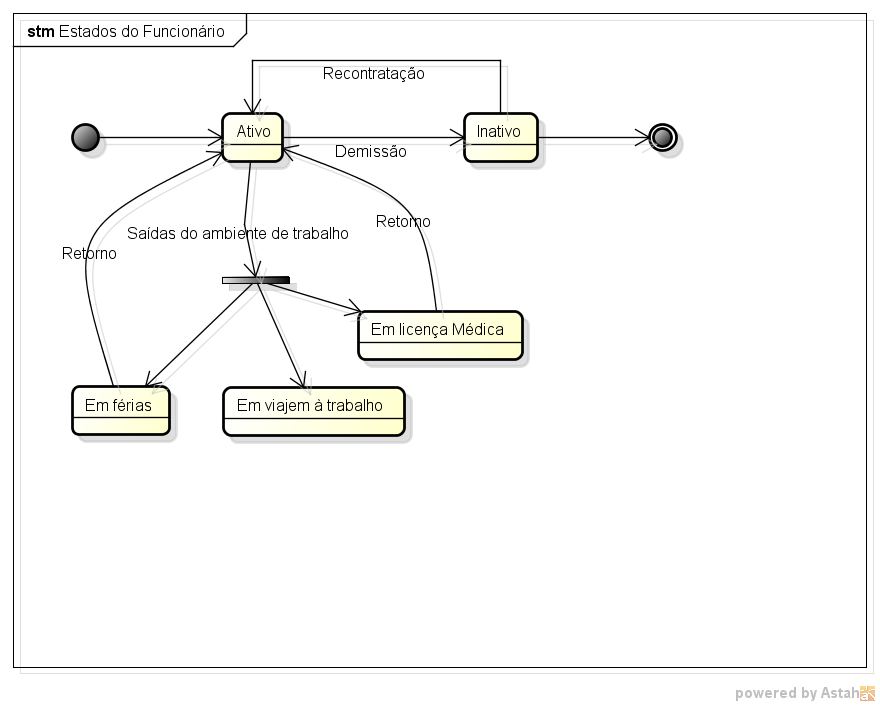 stm Estados do Funcionário
Recontratação
Ativo
Inativo
Demissão
Retorno
Saídas do ambiente de trabalho
Retorno
Em licença Médica
Em férias
Em viajem à trabalho
powered by Astah